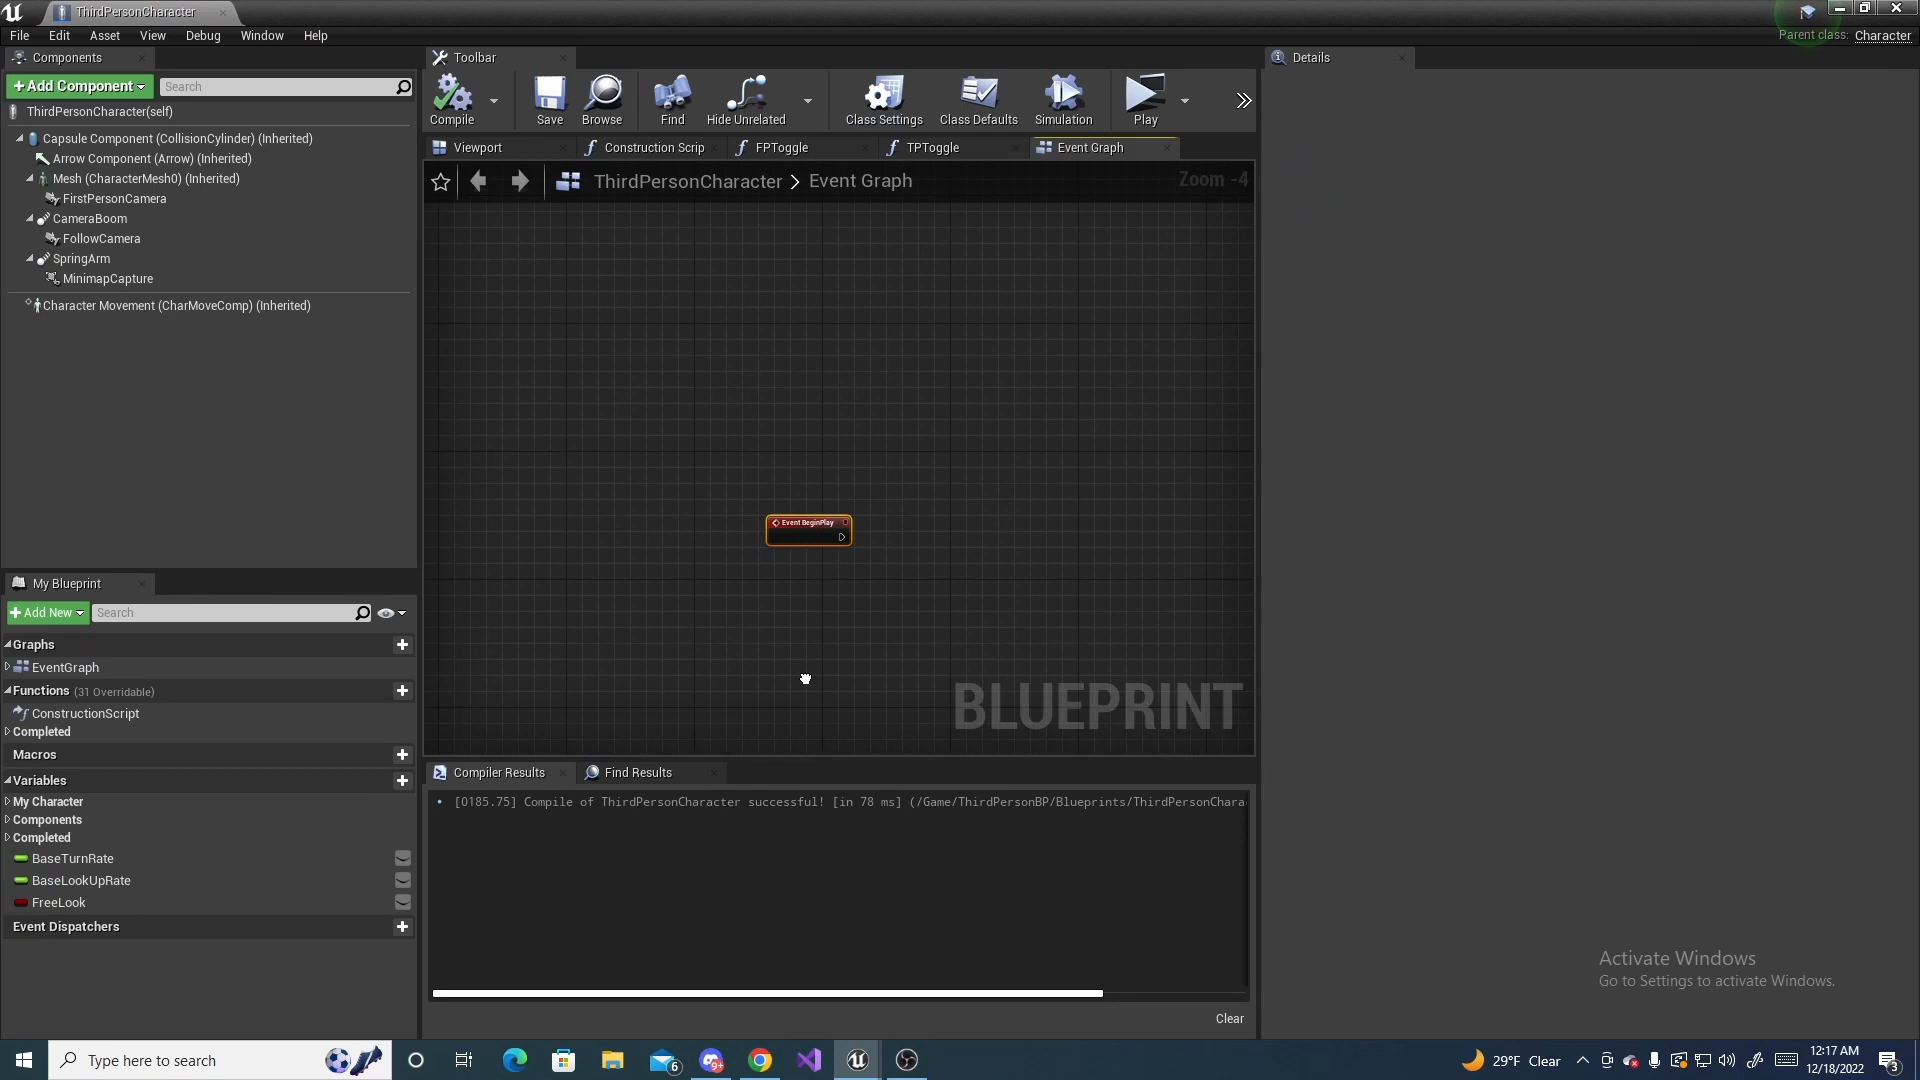 ThirdPersonCharacter
File Edit Asset View Debug Window Help
Parent class: Character
Components
+ Add Component
Search
ThirdPersonCharacter(self)
Capsule Component (CollisionCylinder) (Inherited)
Arrow Component (Arrow) (Inherited)
Mesh (CharacterMesh0) (Inherited)
FirstPersonCamera
CameraBoom
FollowCamera
SpringArm
MinimapCapture
Character Movement (CharMoveComp) (Inherited)
My Blueprint
+ Add New
Search
Graphs
EventGraph
Functions (31 Overridable)
ConstructionScript
Completed
Macros
Variables
My Character
Components
Completed
BaseTurnRate
BaseLookUpRate
FreeLook
Event Dispatchers
Toolbar
Compile Save Browse Find Hide Unrelated Class Settings Class Defaults Simulation Play
Viewport Construction Scrip FPToggle TPToggle Event Graph
ThirdPersonCharacter > Event Graph
Zoom -4
Event BeginPlay
BLUEPRINT
Compiler Results Find Results
• [0185.75] Compile of ThirdPersonCharacter successful! [in 78 ms] (/Game/ThirdPersonBP/Blueprints/ThirdPersonChara
Clear
Details
Activate Windows
Go to Settings to activate Windows.
Type here to search
6
9+
29°F Clear
12:17 AM
12/18/2022
3